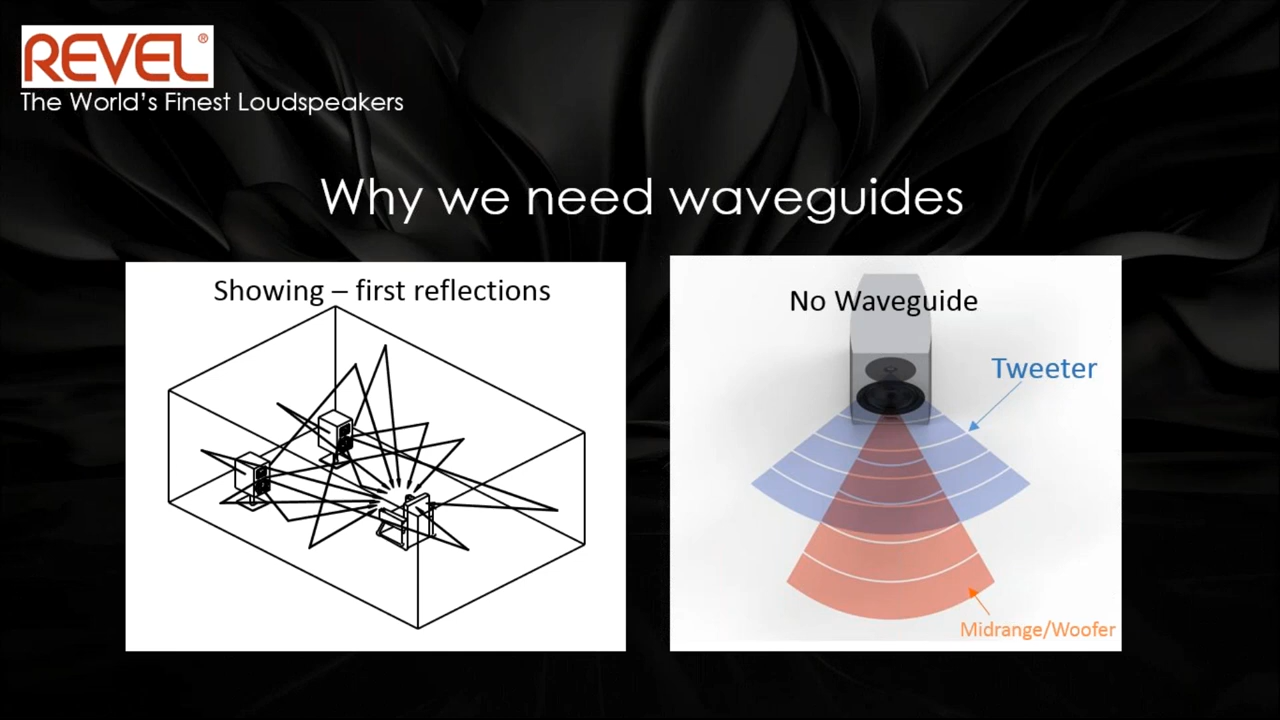 REVEL®
The World's Finest Loudspeakers
Why we need waveguides
Showing – first reflections
No Waveguide
Tweeter
Midrange/Woofer